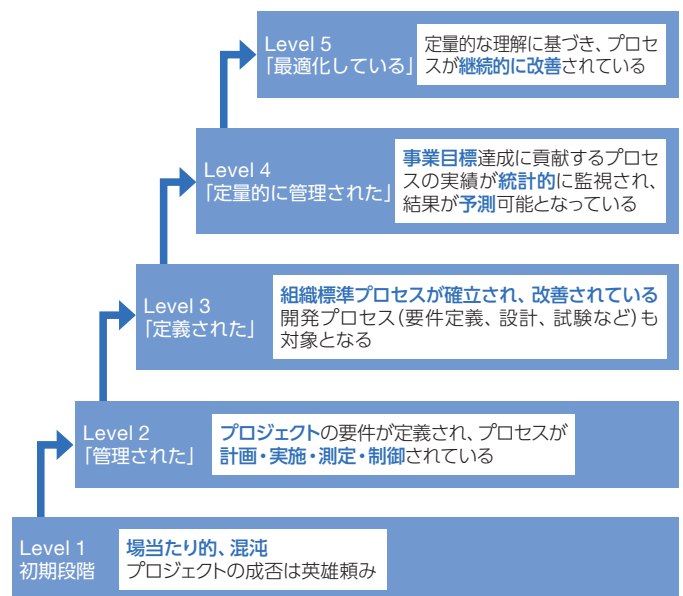 Level 5
「最適化している」
定量的な理解に基づき、プロセ
スが継続的に改善されている
Level 4
「定量的に管理された」
事業目標達成に貢献するプロセ
スの実績が統計的に監視され、
結果が予測可能となっている
Level 3
「定義された」
組織標準プロセスが確立され、改善されている
開発プロセス(要件定義、設計、試験など)も
対象となる
Level 2
「管理された」
プロジェクトの要件が定義され、プロセスが
計画・実施・測定・制御されている
Level 1
初期段階
場当たり的、混沌
プロジェクトの成否は英雄頼み